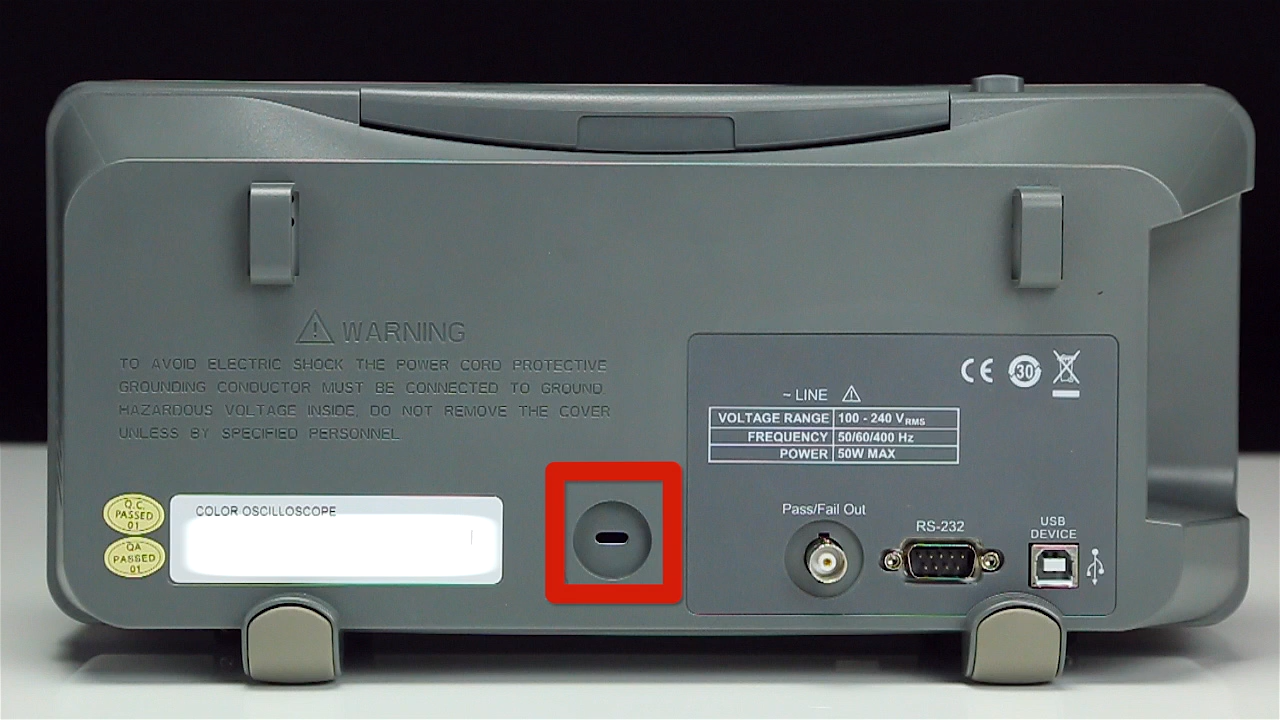 WARNING
TO AVOID ELECTRIC SHOCK THE POWER CORD PROTECTIVE
GROUNDING CONDUCTOR MUST BE CONNECTED TO GROUND.
HAZARDOUS VOLTAGE INSIDE, DO NOT REMOVE THE COVER
UNLESS BY SPECIFIED PERSONNEL
CE 30
~ LINE
VOLTAGE RANGE 100 - 240 VRMS
FREQUENCY 50/60/400 Hz
POWER 50W MAX
Q.C.
PASSED
01
QA
PASSED
01
COLOR OSCILLOSCOPE
Pass/Fail Out
RS-232
USB
DEVICE